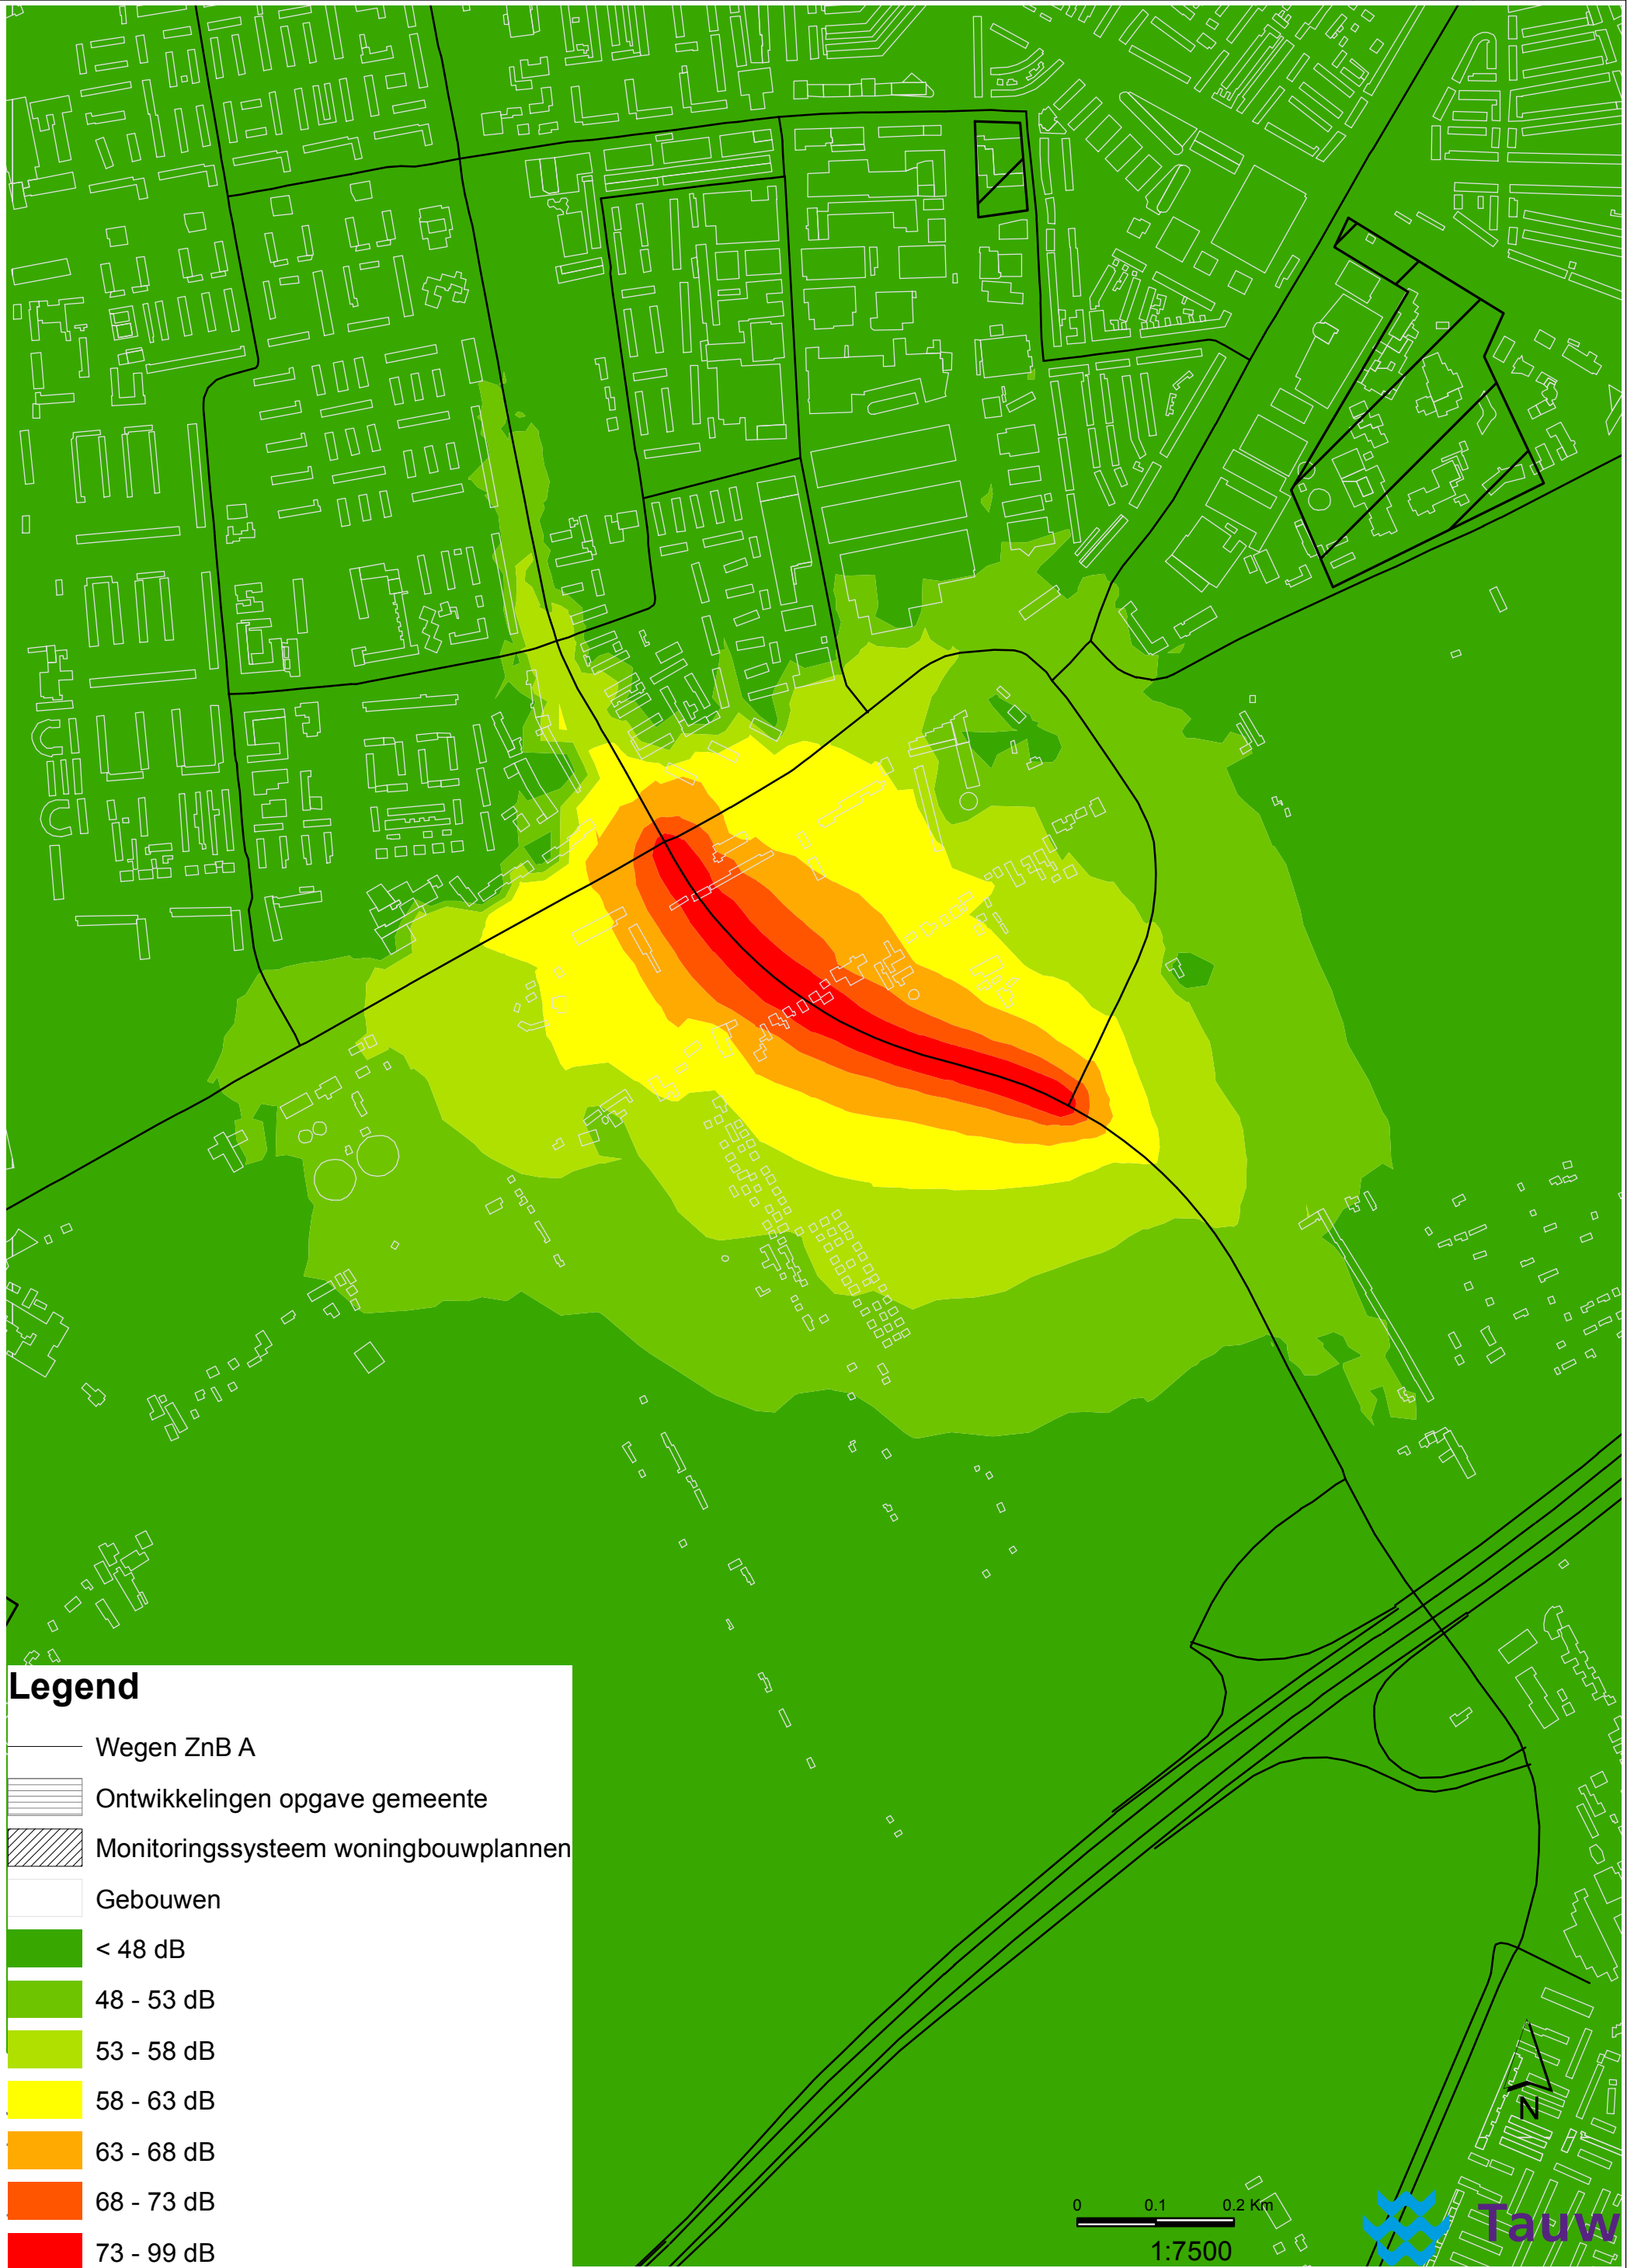 Legend
Wegen ZnB A
Ontwikkelingen opgave gemeente
Monitoringssysteem woningbouwplannen
Gebouwen
< 48 dB
48 - 53 dB
53 - 58 dB
58 - 63 dB
63 - 68 dB
68 - 73 dB
73 - 99 dB
N
0 0.1 0.2 Km
1:7500
Tauw